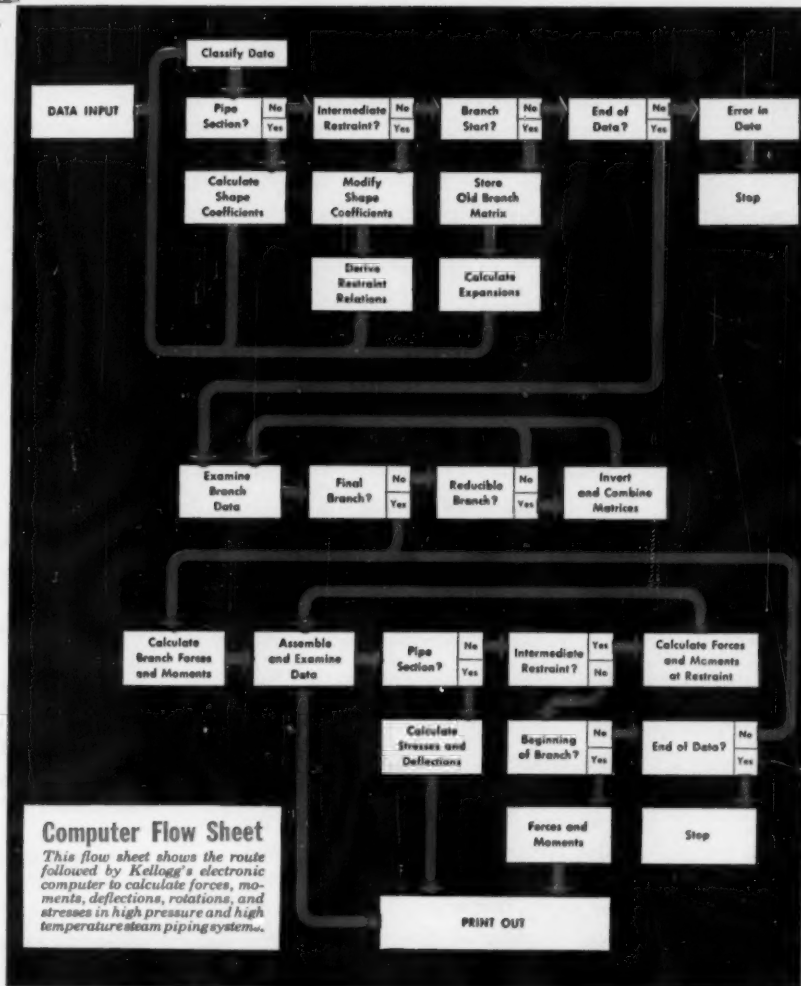 Classify Data
DATA INPUT
Pipe
Section?
No
Yes
Intermediate
Restraint?
No
Yes
Branch
Start?
No
Yes
End of
Data?
No
Yes
Error in
Data
Calculate
Shape
Coefficients
Modify
Shape
Coefficients
Store
Old Branch
Matrix
Stop
Derive
Restraint
Relations
Calculate
Expansions
Examine
Branch
Data
Final
Branch?
No
Yes
Reducible
Branch?
No
Yes
Invert
and Combine
Matrices
Calculate
Branch Forces
and Moments
Assemble
and Examine
Data
Pipe
Section?
No
Yes
Intermediate
Restraint?
Yes
No
Calculate Forces
and Moments
at Restraint
Calculate
Stresses and
Deflections
Beginning
of Branch?
No
Yes
End of Data?
No
Yes
Forces and
Moments
Stop
PRINT OUT
Computer Flow Sheet
This flow sheet shows the route
followed by Kellogg's electronic
computer to calculate forces, mo-
ments, deflections, rotations, and
stresses in high pressure and high
temperature steam piping systems.